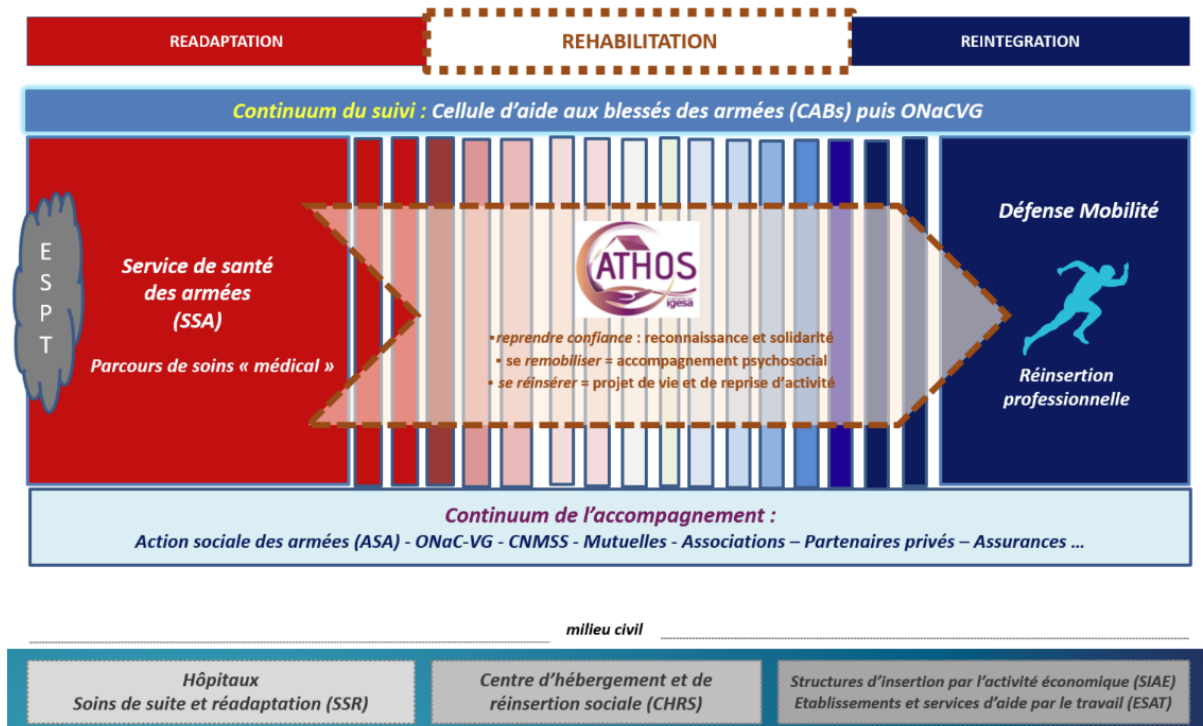 READAPTATION
REHABILITATION
REINTEGRATION
Continuum du suivi : Cellule d'aide aux blessés des armées (CABs) puis ONaCVG
E
S
P
T
Service de santé
des armées
(SSA)
Parcours de soins « médical »
ATHOS
igesa
▪reprendre confiance : reconnaissance et solidarité
▪ se remobiliser = accompagnement psychosocial
▪ se réinsérer = projet de vie et de reprise d'activité
Défense Mobilité
Réinsertion
professionnelle
Continuum de l'accompagnement :
Action sociale des armées (ASA) - ONaC-VG - CNMSS - Mutuelles - Associations – Partenaires privés – Assurances ...
milieu civil
Hôpitaux
Soins de suite et réadaptation (SSR)
Centre d'hébergement et de
réinsertion sociale (CHRS)
Structures d'insertion par l'activité économique (SIAE)
Etablissements et services d'aide par le travail (ESAT)